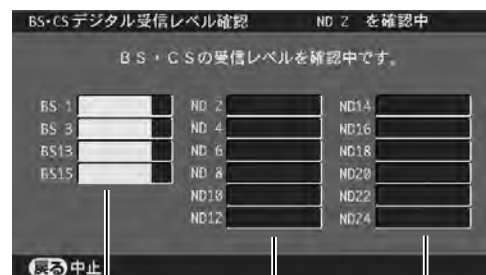 BS・CSデジタル受信レベル確認 ND 2 を確認中
BS・CSの受信レベルを確認中です。
BS 1 ND 2 ND14
BS 3 ND 4 ND16
BS13 ND 6 ND18
BS15 ND 8 ND20
ND10 ND22
ND12 ND24
戻る 中止